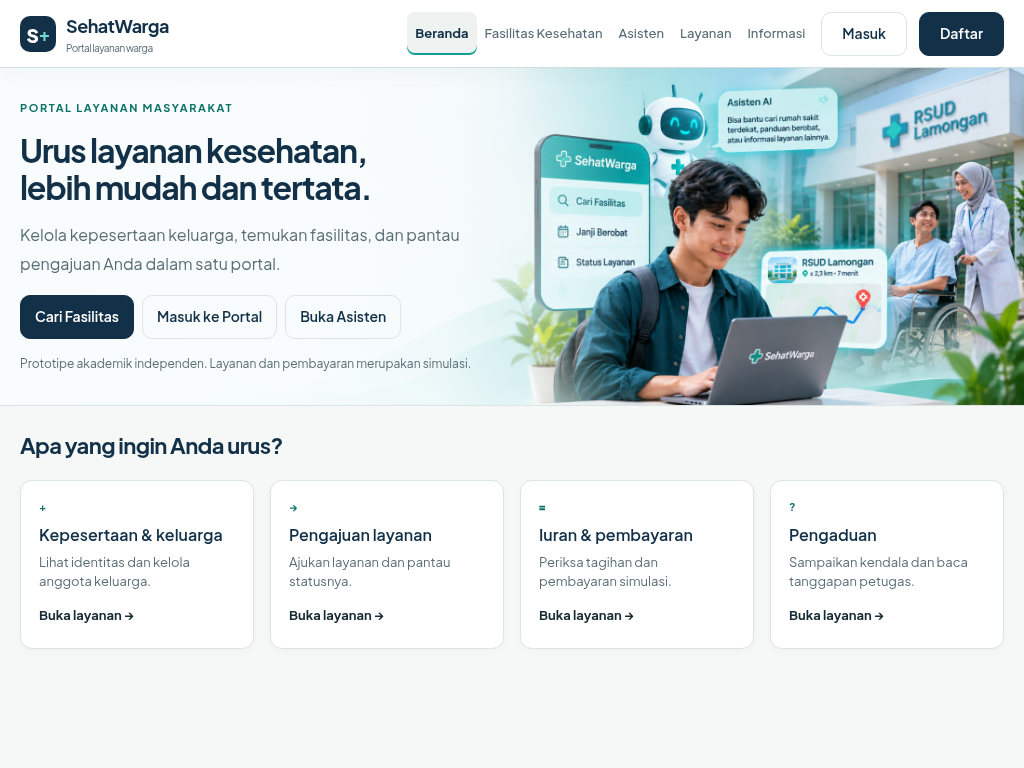 S+
SehatWarga
Portal layanan warga
Beranda
Fasilitas Kesehatan
Asisten
Layanan
Informasi
Masuk
Daftar
PORTAL LAYANAN MASYARAKAT
Urus layanan kesehatan,
lebih mudah dan tertata.
Kelola kepesertaan keluarga, temukan fasilitas, dan pantau
pengajuan Anda dalam satu portal.
Cari Fasilitas
Masuk ke Portal
Buka Asisten
Prototipe akademik independen. Layanan dan pembayaran merupakan simulasi.
SehatWarga
Cari Fasilitas
Janji Berobat
Status Layanan
Asisten AI
Bisa bantu cari rumah sakit
terdekat, panduan berobat,
atau informasi layanan lainnya.
RSUD
Lamongan
RSUD Lamongan
± 2,3 km • 7 menit
SehatWarga
Apa yang ingin Anda urus?
+
Kepesertaan & keluarga
Lihat identitas dan kelola
anggota keluarga.
Buka layanan →
→
Pengajuan layanan
Ajukan layanan dan pantau
statusnya.
Buka layanan →
=
Iuran & pembayaran
Periksa tagihan dan
pembayaran simulasi.
Buka layanan →
?
Pengaduan
Sampaikan kendala dan baca
tanggapan petugas.
Buka layanan →